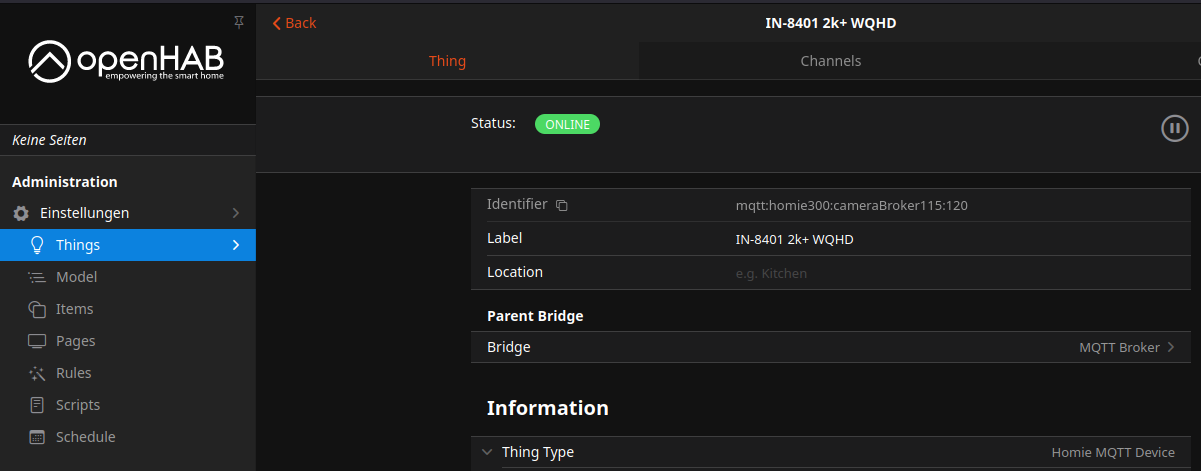 openHAB
empowering the smart home
Keine Seiten
Administration
Einstellungen
Things
Model
Items
Pages
Rules
Scripts
Schedule
Back
IN-8401 2k+ WQHD
Thing
Channels
Status:
ONLINE
Identifier
mqtt:homie300:cameraBroker115:120
Label
IN-8401 2k+ WQHD
Location
e.g. Kitchen
Parent Bridge
Bridge
MQTT Broker
Information
Thing Type
Homie MQTT Device